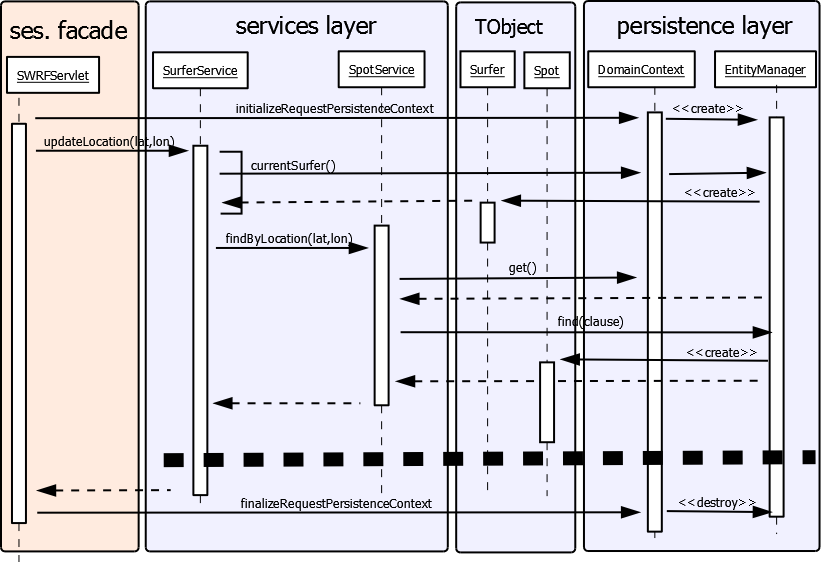 ses. facade
services layer
TObject
persistence layer
SWRFServlet
SurferService
SpotService
Surfer
Spot
DomainContext
EntityManager
initializeRequestPersistenceContext
<<create>>
updateLocation(lat,lon)
currentSurfer()
<<create>>
findByLocation(lat,lon)
get()
find(clause)
<<create>>
finalizeRequestPersistenceContext
<<destroy>>